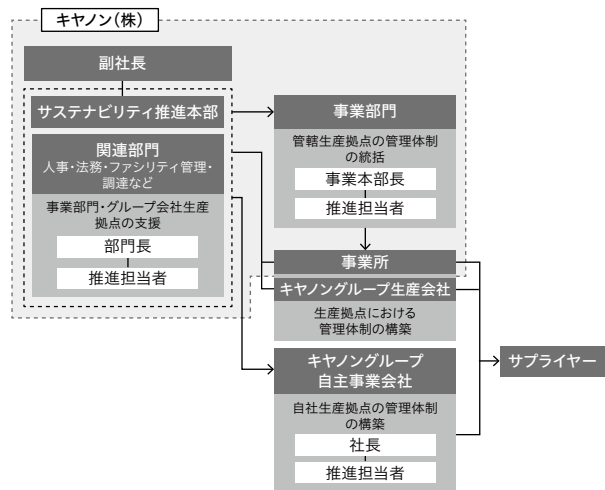 キヤノン（株）
副社長
サステナビリティ推進本部
関連部門
人事・法務・ファシリティ管理・
調達など
事業部門・グループ会社生産
拠点の支援
部門長
推進担当者
事業部門
管轄生産拠点の管理体制
の統括
事業本部長
推進担当者
事業所
キヤノングループ生産会社
生産拠点における
管理体制の構築
キヤノングループ
自主事業会社
自社生産拠点の管理体制
の構築
社長
推進担当者
サプライヤー